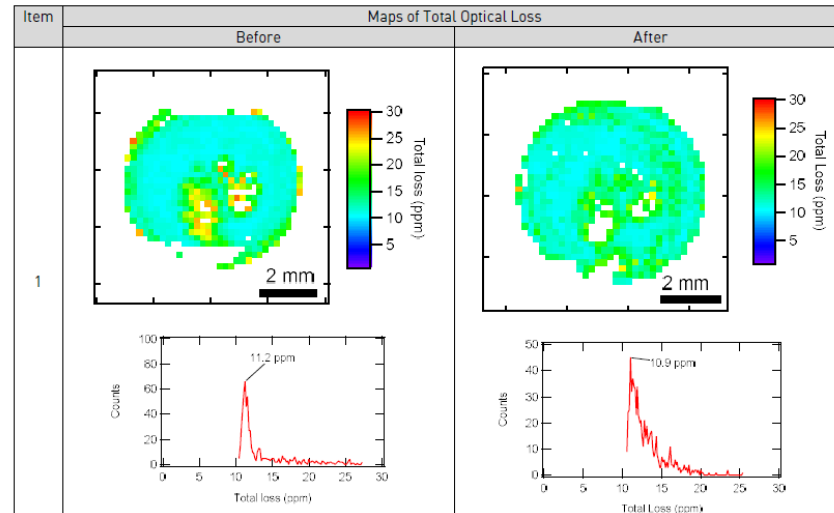 Item
Maps of Total Optical Loss
Before
After
1
30
25
20
15
10
5
Total loss (ppm)
2 mm
30
25
20
15
10
5
Total Loss (ppm)
2 mm
100
80
60
40
20
0
Counts
11.2 ppm
0 5 10 15 20 25 30
Total loss (ppm)
50
40
30
20
10
0
Counts
10.9 ppm
0 5 10 15 20 25 30
Total Loss (ppm)